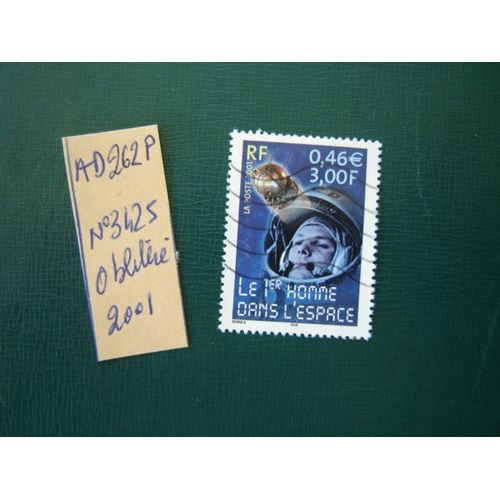 AD262P
N°3425
Oblitéré
2001
RF
0,46€
3,00F
LA POSTE 2001
LE 1ER HOMME
DANS L'ESPACE